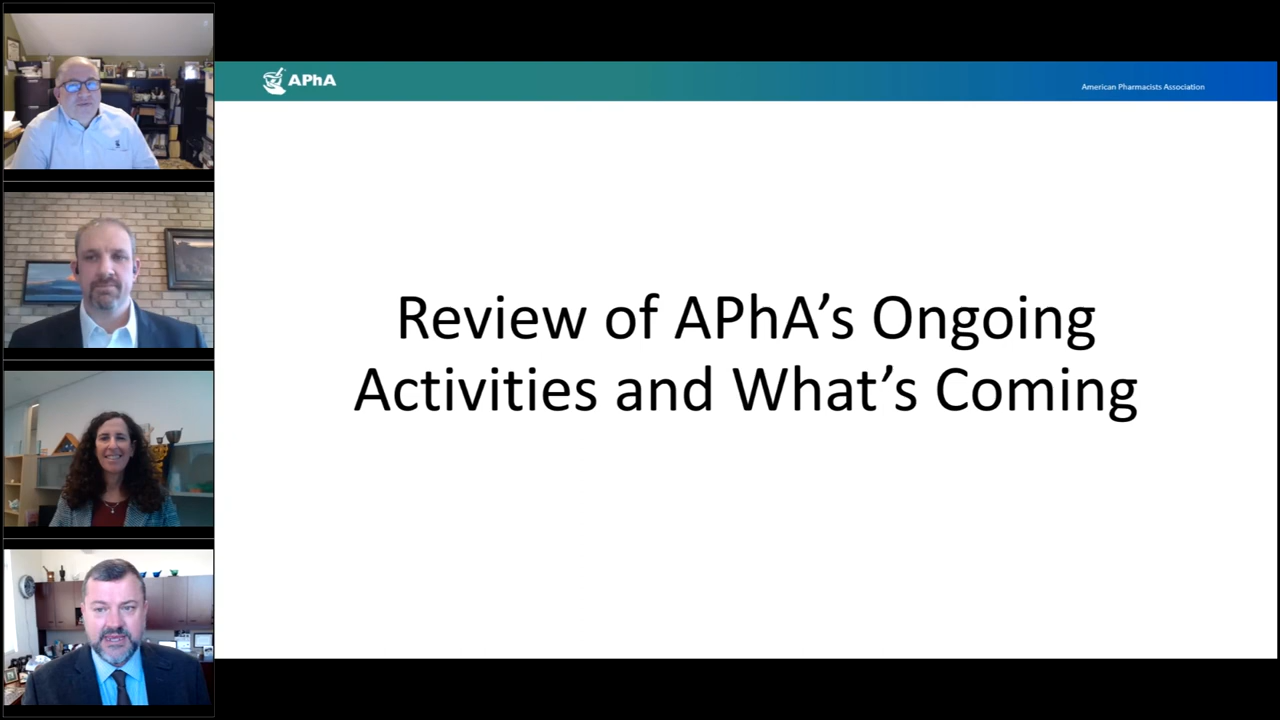 APhA
American Pharmacists Association
Review of APhA's Ongoing
Activities and What's Coming